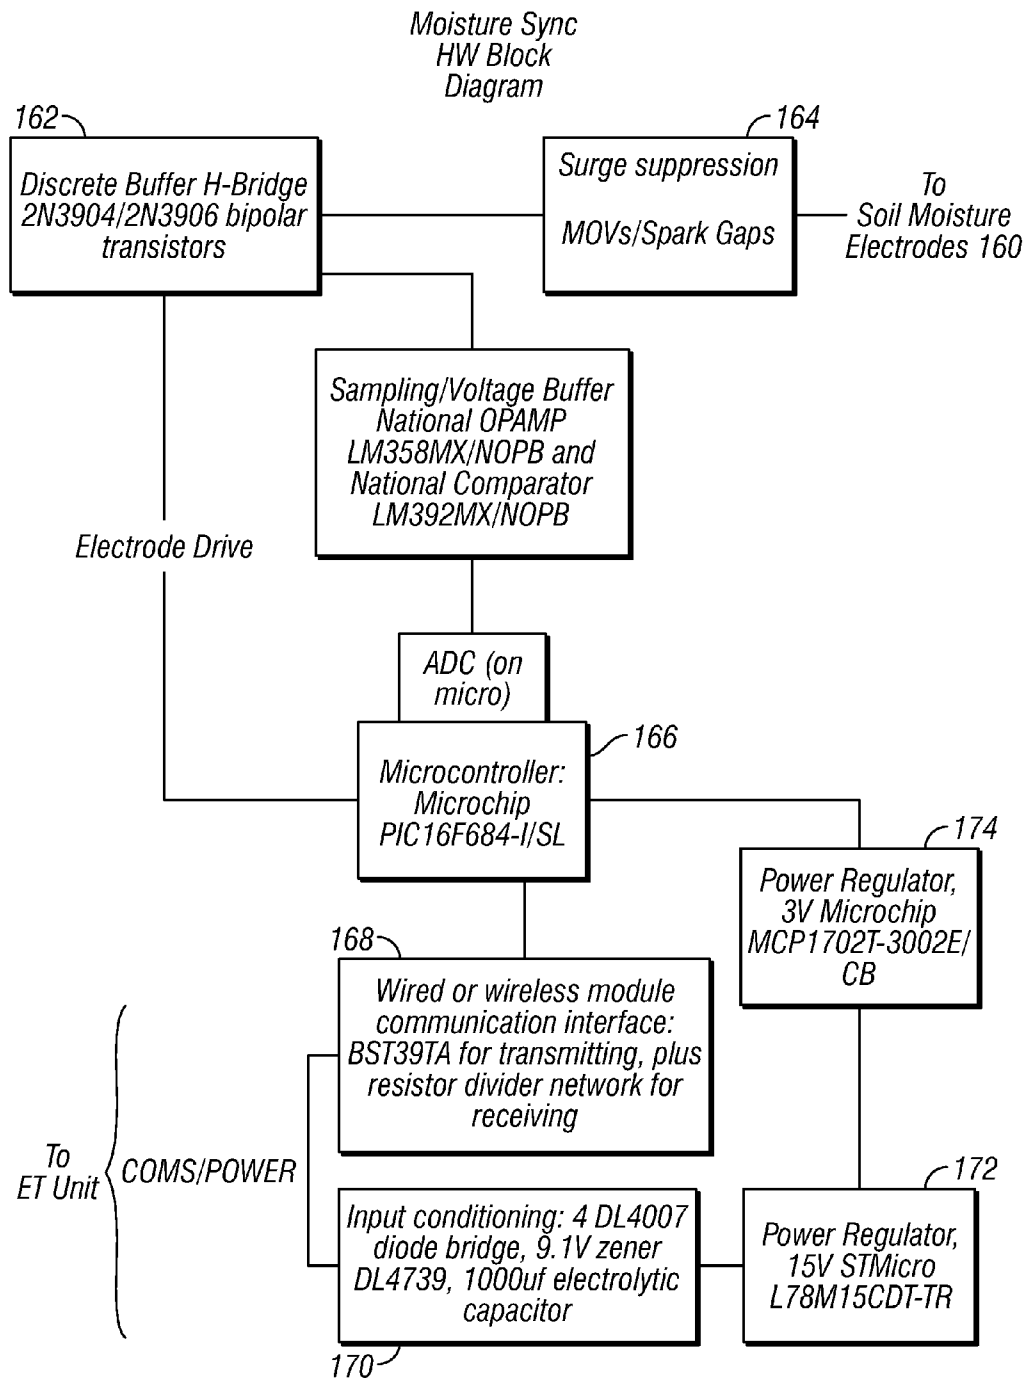 Moisture Sync
HW Block
Diagram
162
Discrete Buffer H-Bridge
2N3904/2N3906 bipolar
transistors
164
Surge suppression
MOVs/Spark Gaps
To
Soil Moisture
Electrodes 160
Sampling/Voltage Buffer
National OPAMP
LM358MX/NOPB and
National Comparator
LM392MX/NOPB
Electrode Drive
ADC (on
micro)
166
Microcontroller:
Microchip
PIC16F684-I/SL
174
Power Regulator,
3V Microchip
MCP1702T-3002E/
CB
168
Wired or wireless module
communication interface:
BST39TA for transmitting, plus
resistor divider network for
receiving
To
ET Unit
COMS/POWER
172
Input conditioning: 4 DL4007
diode bridge, 9.1V zener
DL4739, 1000uf electrolytic
capacitor
170
Power Regulator,
15V STMicro
L78M15CDT-TR